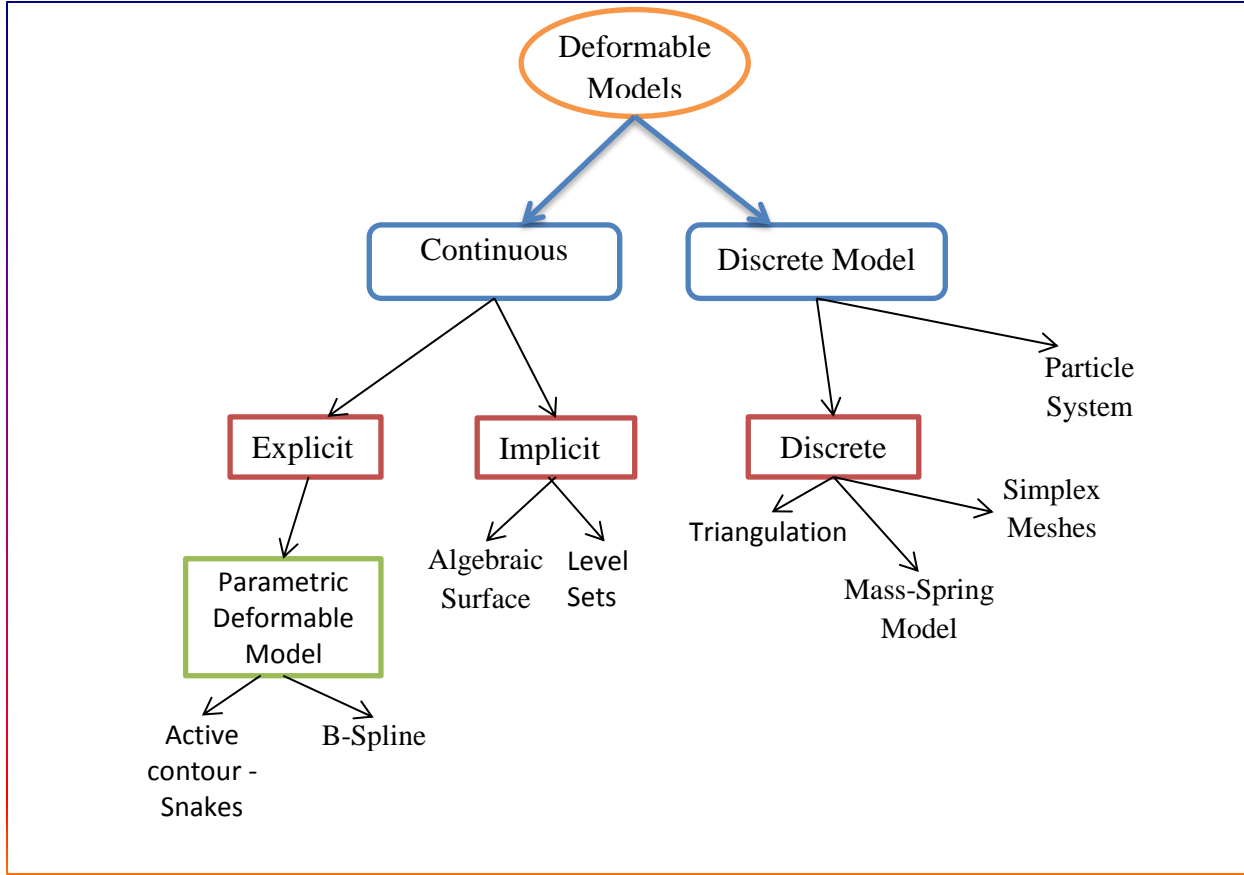 Deformable
Models
Continuous
Discrete Model
Particle
System
Explicit
Implicit
Discrete
Simplex
Meshes
Triangulation
Algebraic
Surface
Level
Sets
Mass-Spring
Model
Parametric
Deformable
Model
Active
contour -
Snakes
B-Spline